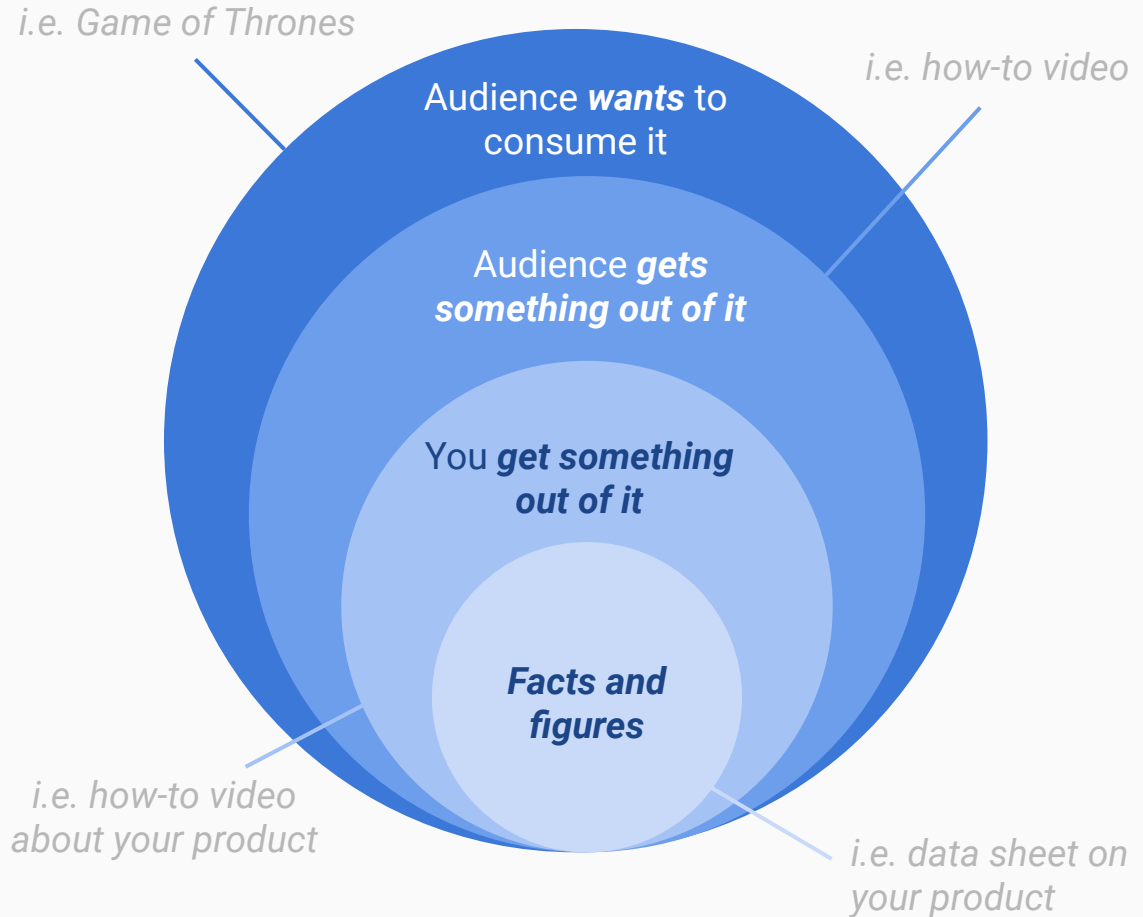 i.e. Game of Thrones
i.e. how-to video
Audience wants to
consume it
Audience gets
something out of it
You get something
out of it
Facts and
figures
i.e. how-to video
about your product
i.e. data sheet on
your product